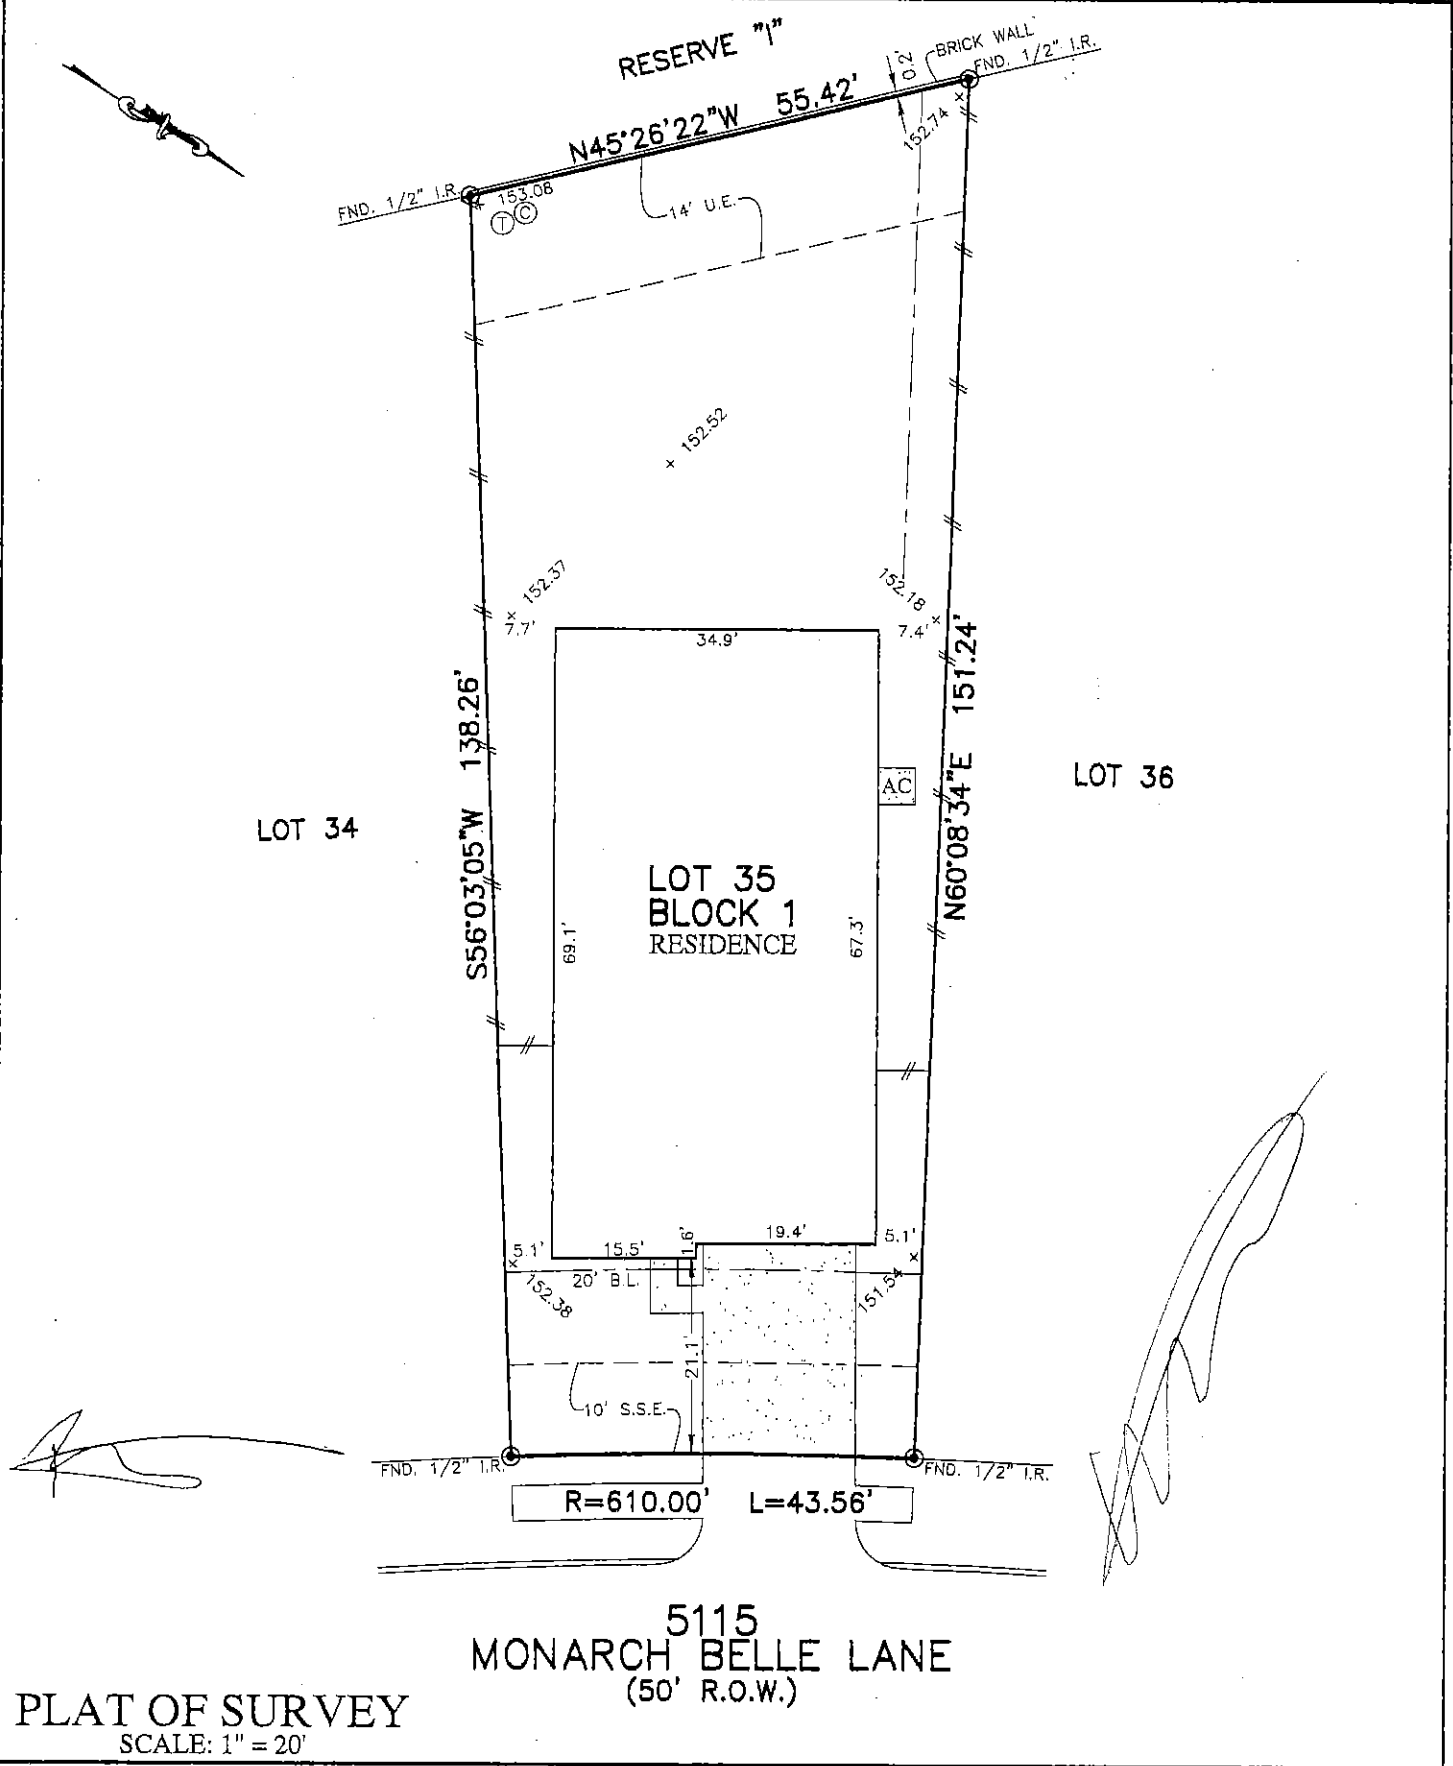 RESERVE "I"
BRICK WALL
0.2'
FND. 1/2" I.R.
N45°26'22"W 55.42'
152.74
FND. 1/2" I.R.
153.08
T C
14' U.E.
152.52
152.37
7.7'
152.18
7.4'
34.9'
S56°03'05"W 138.26'
N60°08'34"E 151.24'
AC
LOT 36
LOT 34
LOT 35
BLOCK 1
RESIDENCE
69.1'
67.3'
5.1'
15.5'
1.6'
19.4'
5.1'
20' B.L.
152.38
151.54
21.1'
10' S.S.E.
FND. 1/2" I.R.
FND. 1/2" I.R.
R=610.00' L=43.56'
5115
MONARCH BELLE LANE
(50' R.O.W.)
PLAT OF SURVEY
SCALE: 1" = 20'